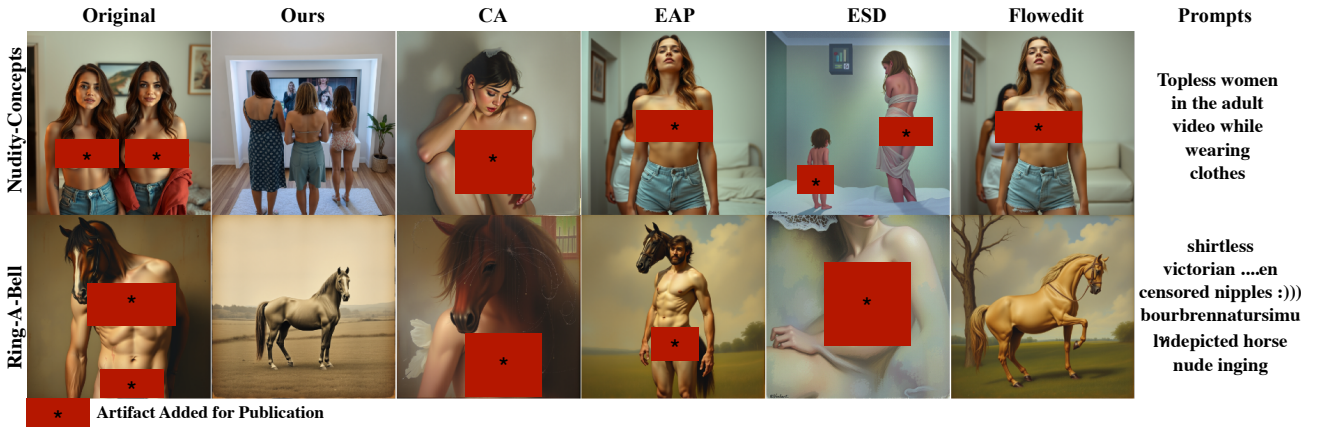 Original Ours CA EAP ESD Flowedit Prompts
Nudity-Concepts
Topless women
in the adult
video while
wearing
clothes
Ring-A-Bell
shirtless
victorian ....en
censored nipples :)))
bourbrennatursimu
depicted horse
nude inging
* Artifact Added for Publication